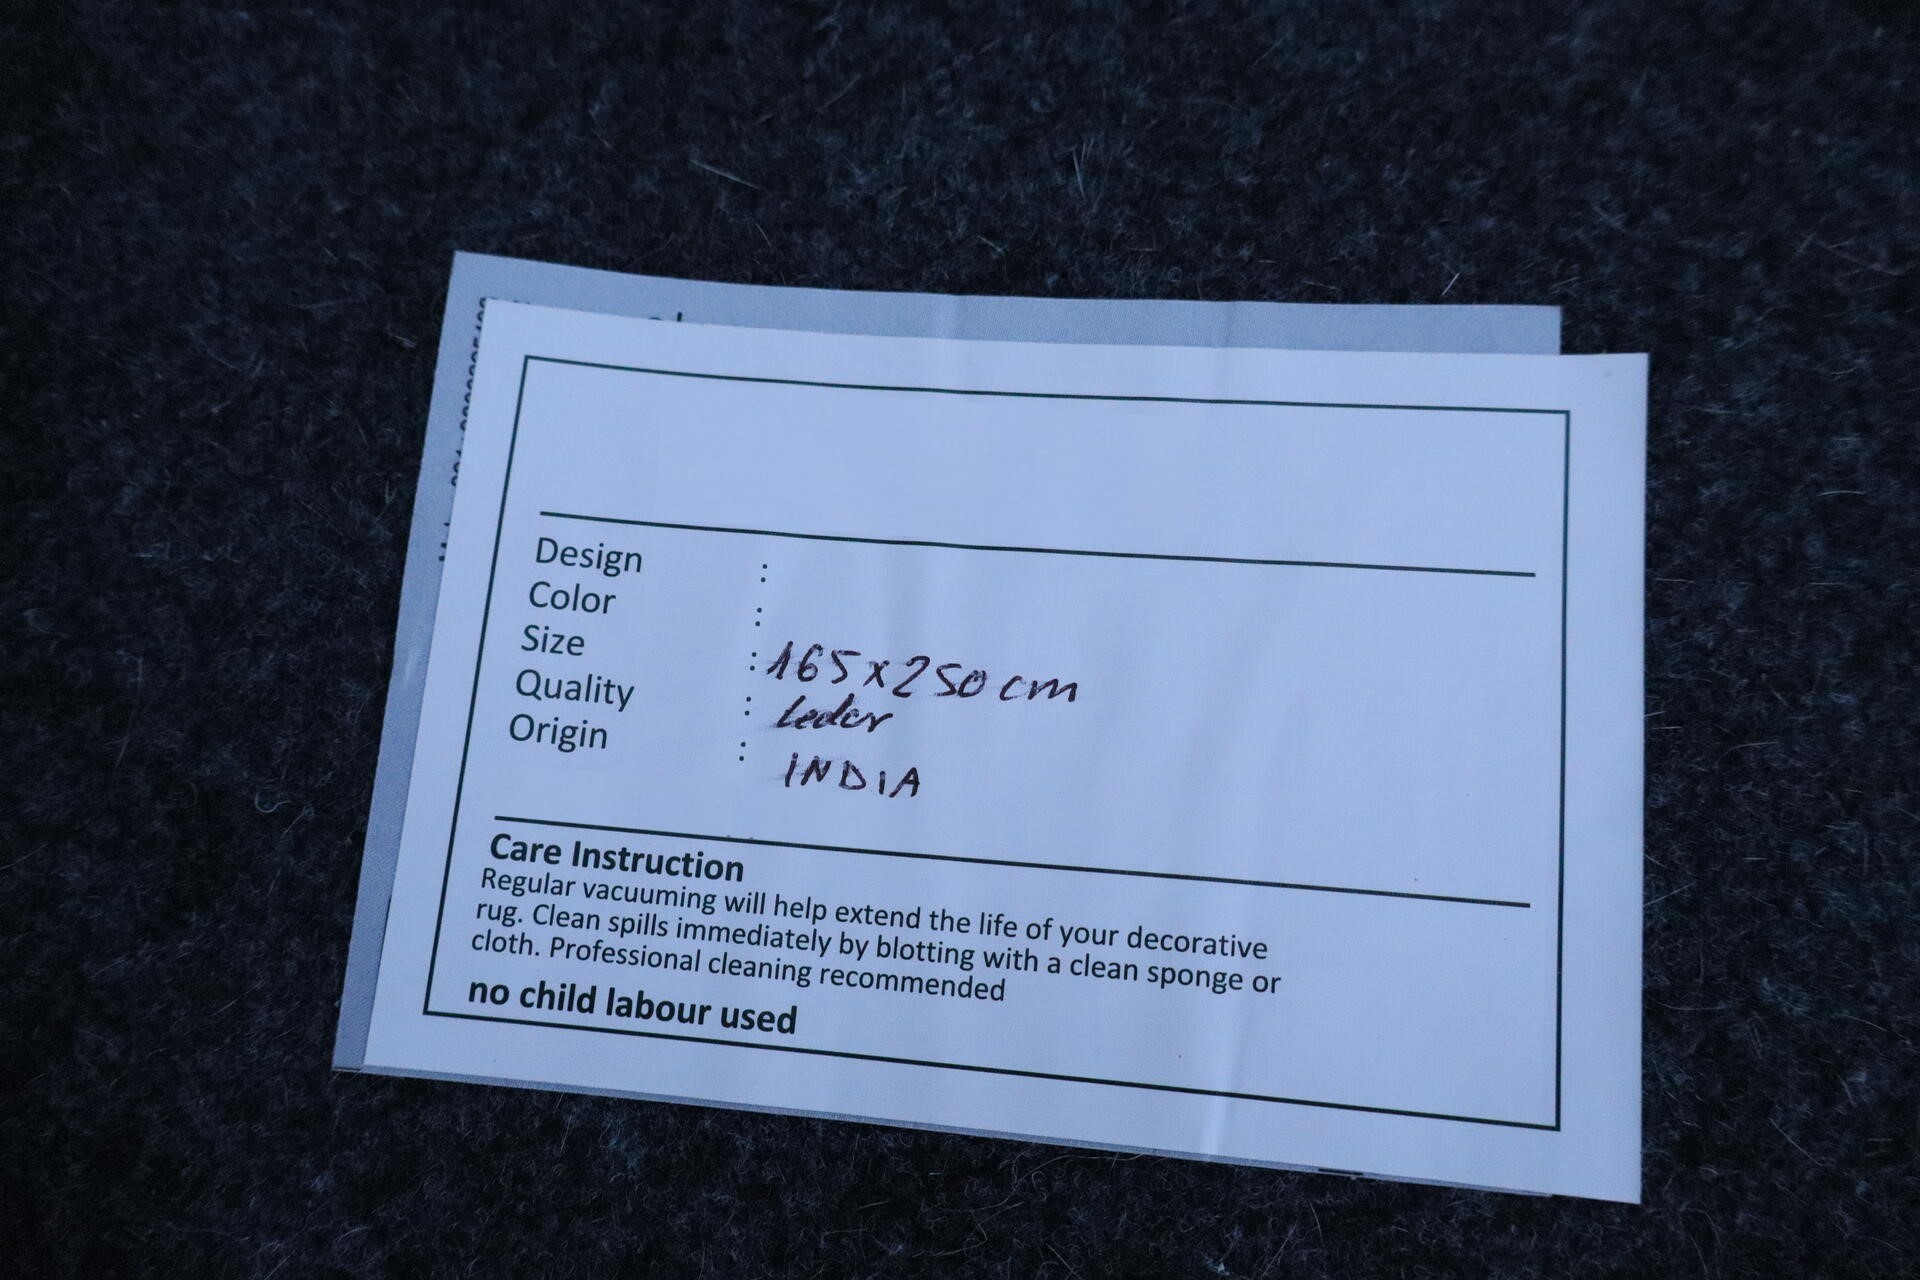 Design :
Color :
Size : 165 x 250 cm
Quality : Leder
Origin : INDIA
Care Instruction
Regular vacuuming will help extend the life of your decorative
rug. Clean spills immediately by blotting with a clean sponge or
cloth. Professional cleaning recommended
no child labour used